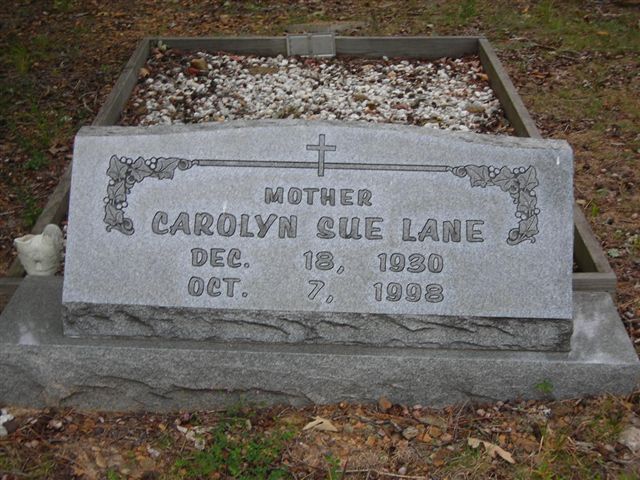 MOTHER
CAROLYN SUE LANE
DEC. 18, 1930
OCT. 7, 1998